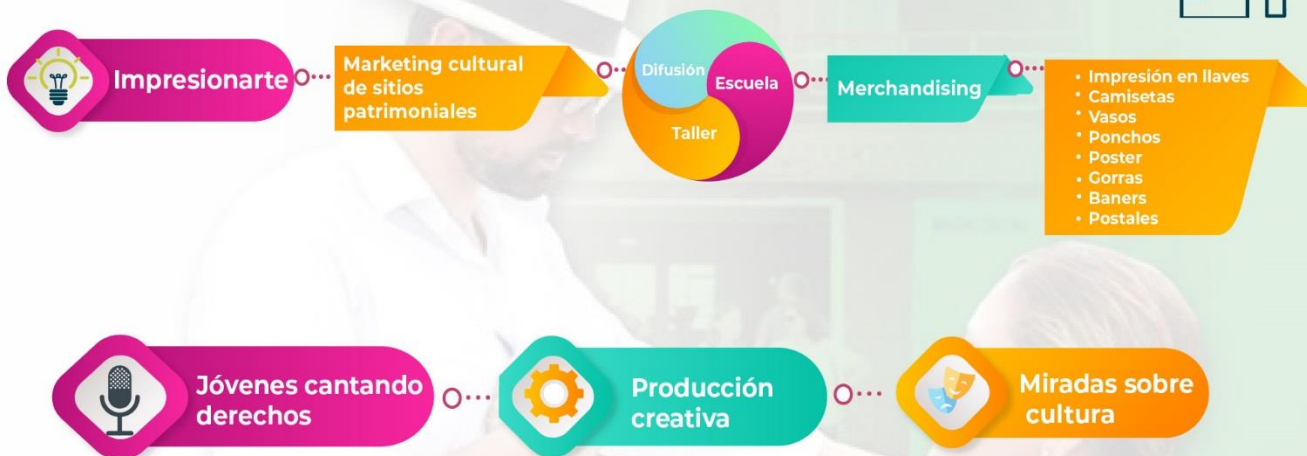 Impresionarte
Marketing cultural
de sitios
patrimoniales
Difusión
Escuela
Taller
Merchandising
• Impresión en llaves
• Camisetas
• Vasos
• Ponchos
• Poster
• Gorras
• Baners
• Postales
Jóvenes cantando
derechos
Producción
creativa
Miradas sobre
cultura